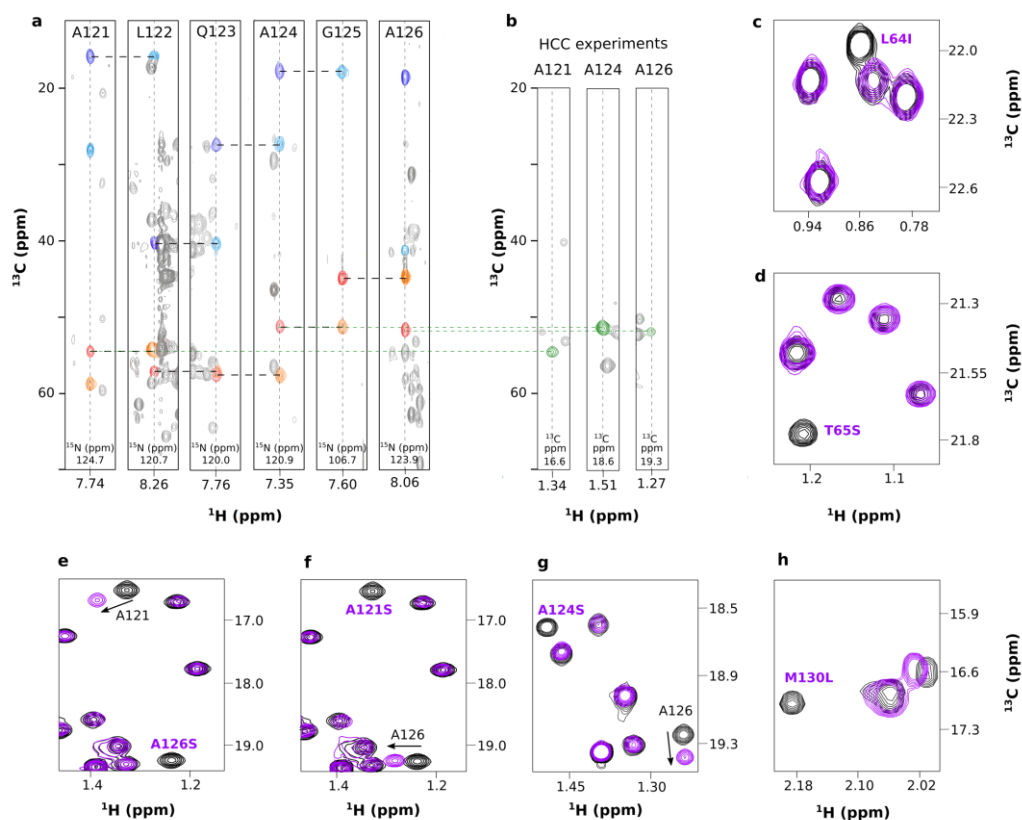 a
A121 L122 Q123 A124 G125 A126
20
40
60
¹³C (ppm)
¹⁵N (ppm) ¹⁵N (ppm) ¹⁵N (ppm) ¹⁵N (ppm) ¹⁵N (ppm) ¹⁵N (ppm)
124.7 120.7 120.0 120.9 106.7 123.9
7.74 8.26 7.76 7.35 7.60 8.06
¹H (ppm)
b
HCC experiments
A121 A124 A126
20
40
60
¹³C (ppm)
¹³C ¹³C ¹³C
ppm ppm ppm
16.6 18.6 19.3
1.34 1.51 1.27
¹H (ppm)
c
L64I
22.0
22.3
22.6
¹³C (ppm)
0.94 0.86 0.78
d
21.3
21.55
21.8
T65S
¹³C (ppm)
1.2 1.1
¹H (ppm)
e
A121
17.0
18.0
A126S
19.0
1.4 1.2
¹H (ppm)
f
A121S
17.0
18.0
A126
19.0
1.4 1.2
¹H (ppm)
g
A124S
18.5
18.9
A126
19.3
1.45 1.30
¹H (ppm)
h
15.9
M130L
16.6
17.3
¹³C (ppm)
2.18 2.10 2.02
¹H (ppm)